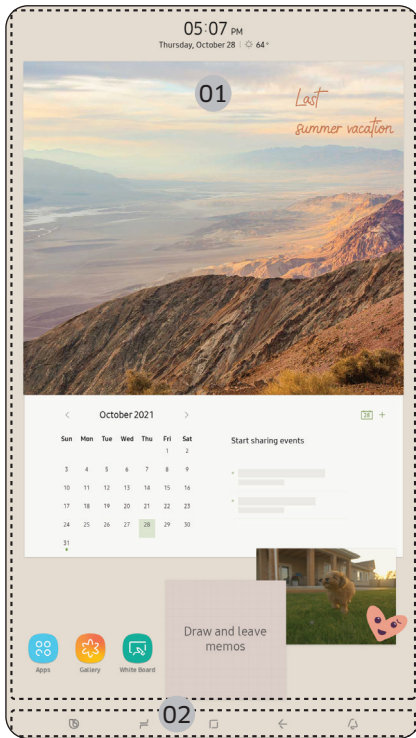 05:07 PM
Thursday, October 28 64°
01
Last
summer vacation
October 2021
28 +
Sun Mon Tue Wed Thu Fri Sat
Start sharing events
1 2
3 4 5 6 7 8 9
10 11 12 13 14 15 16
17 18 19 20 21 22 23
24 25 26 27 28 29 30
31
Draw and leave
memos
Apps Gallery White Board
02